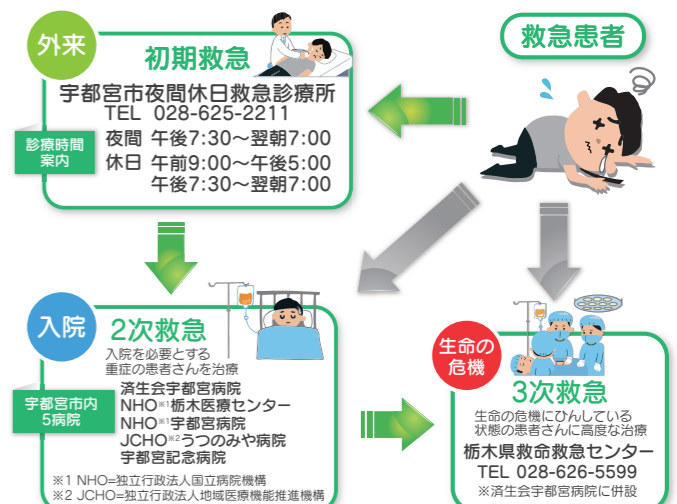 救急患者
外来
初期救急
宇都宮市夜間休日救急診療所
TEL 028-625-2211
診療時間
案内
夜間 午後7:30～翌朝7:00
休日 午前9:00～午後5:00
午後7:30～翌朝7:00
入院
2次救急
入院を必要とする
重症の患者さんを治療
宇都宮市内
5病院
済生会宇都宮病院
NHO※1栃木医療センター
NHO※1宇都宮病院
JCHO※2うつのみや病院
宇都宮記念病院
※1 NHO=独立行政法人国立病院機構
※2 JCHO=独立行政法人地域医療機能推進機構
生命の
危機
3次救急
生命の危機にひんしている
状態の患者さんに高度な治療
栃木県救命救急センター
TEL 028-626-5599
※済生会宇都宮病院に併設